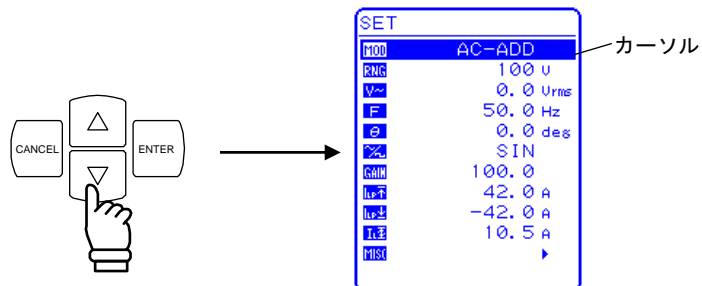 CANCEL
ENTER
SET
MOD AC-ADD
RNG 100 V
V~ 0.0 Vrms
F 50.0 Hz
θ 0.0 deg
SIN
GAIN 100.0
42.0 A
-42.0 A
10.5 A
MISC
カーソル